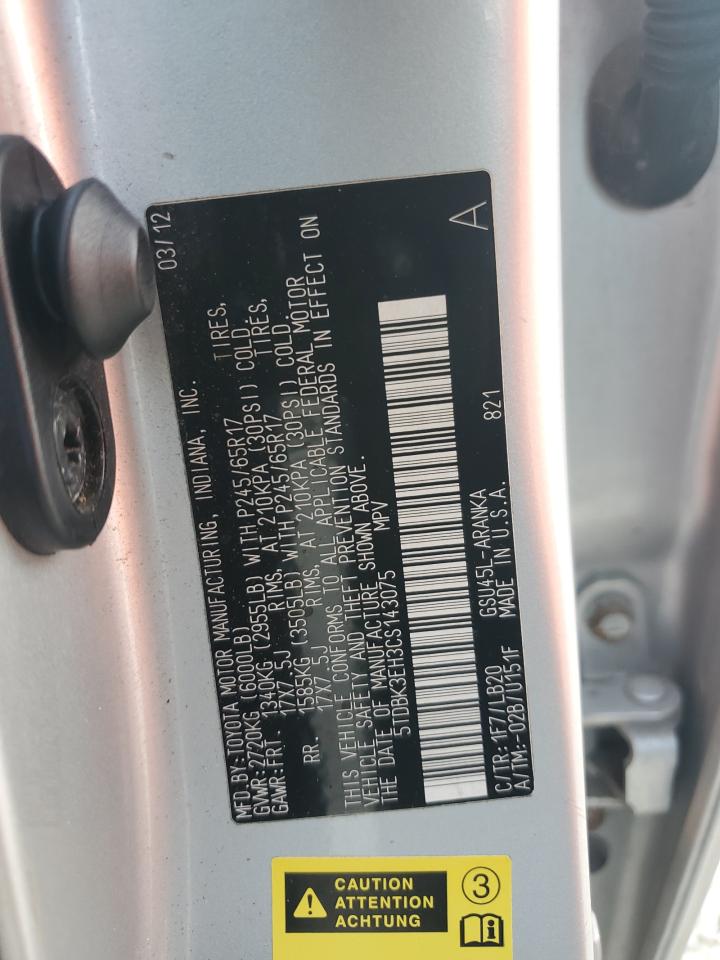 MFD.BY:TOYOTA MOTOR MANUFACTURING, INDIANA, INC. 03/12
GVWR:2720KG(6000LB)
GAWR:FRT. 1340KG (2955LB) WITH P245/65R17 TIRES,
17X7.5J RIMS, AT 210KPA (30PSI) COLD.
RR. 1585KG (3505LB) WITH P245/65R17 TIRES,
17X7.5J RIMS, AT 210KPA (30PSI) COLD.
THIS VEHICLE CONFORMS TO ALL APPLICABLE FEDERAL MOTOR
VEHICLE SAFETY AND THEFT PREVENTION STANDARDS IN EFFECT ON
THE DATE OF MANUFACTURE SHOWN ABOVE.
5TDBK3EH3CS143075 MPV
C/TR:1F7/LB20 GSU45L-ARANKA 821
A/TM:-02B/U151F MADE IN U.S.A. A
CAUTION
ATTENTION
ACHTUNG
3